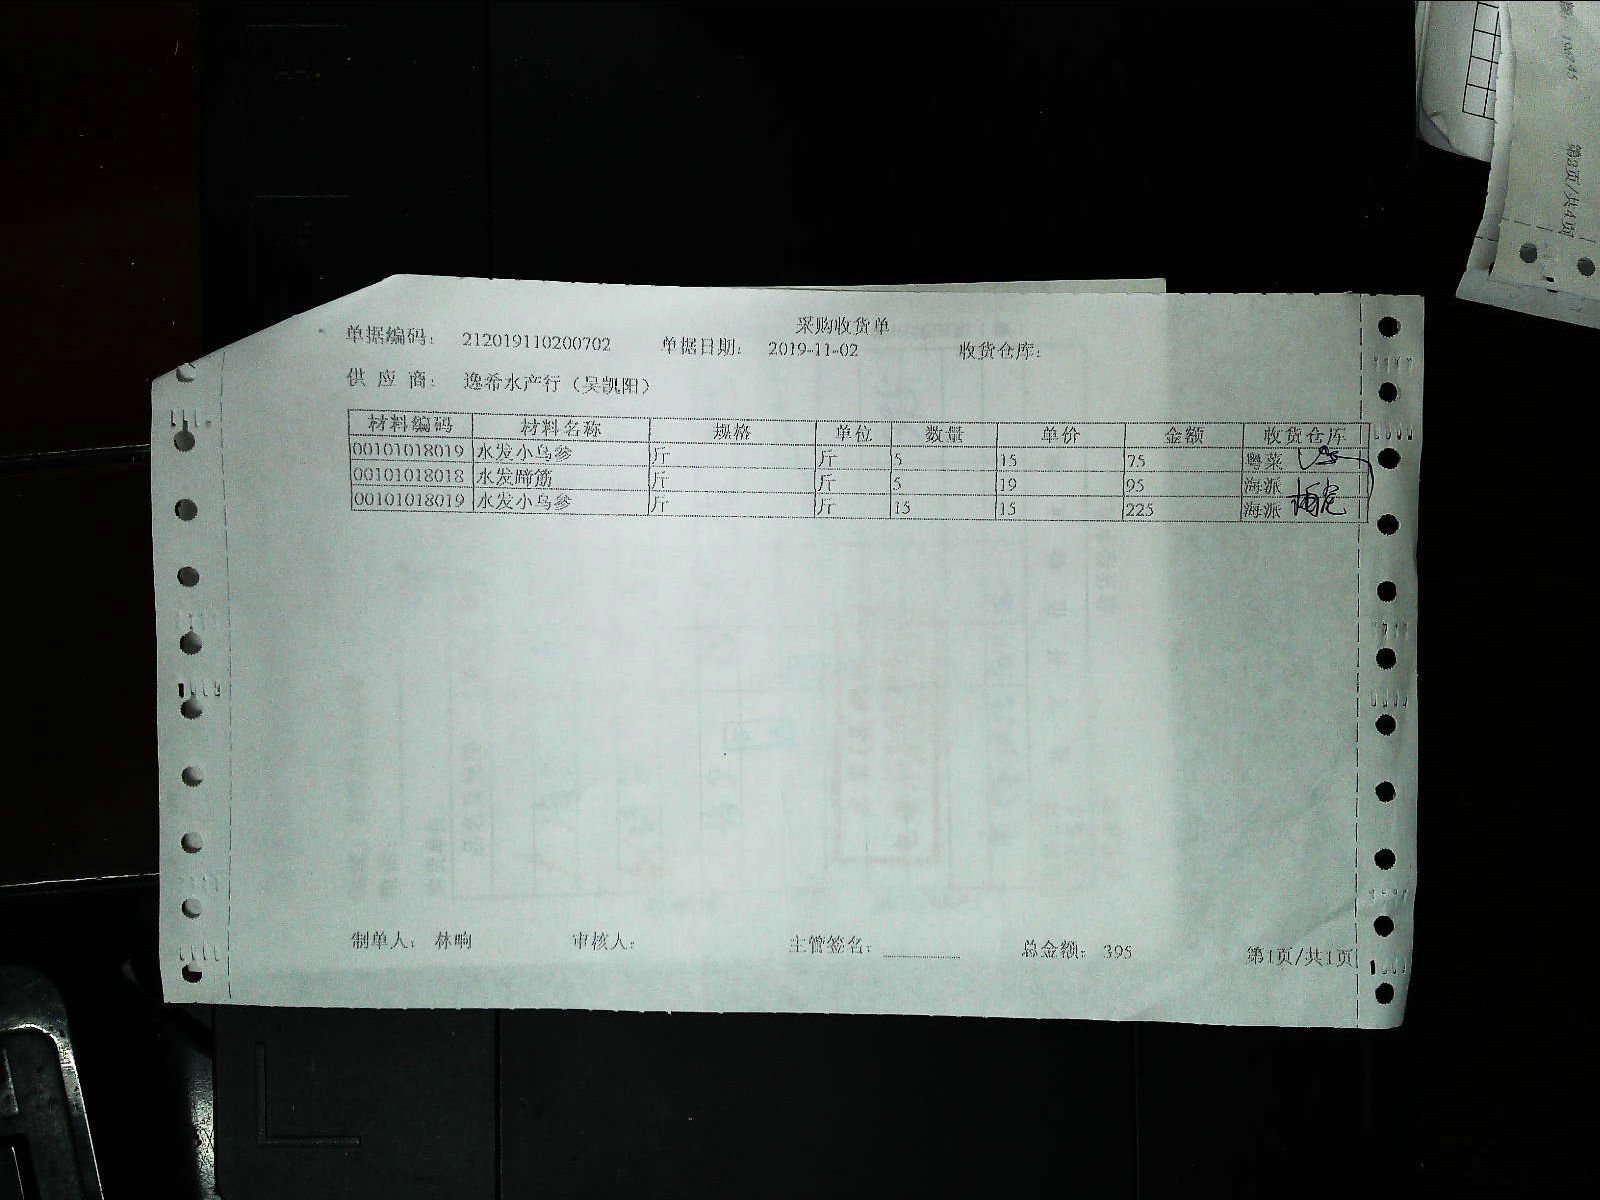 采购收货单
单据编码: 212019110200702 单据日期: 2019-11-02 收货仓库:
供应商: 逸希水产行（吴凯阳）
材料编码 材料名称 规格 单位 数量 单价 金额 收货仓库
00101018019 水发小乌参 斤 斤 5 15 75 粤菜
00101018018 水发蹄筋 斤 斤 5 19 95 海派
00101018019 水发小乌参 斤 斤 15 15 225 海派
制单人: 林晌 审核人: 主管签名: 总金额: 395 第1页/共1页
第2页/共4页